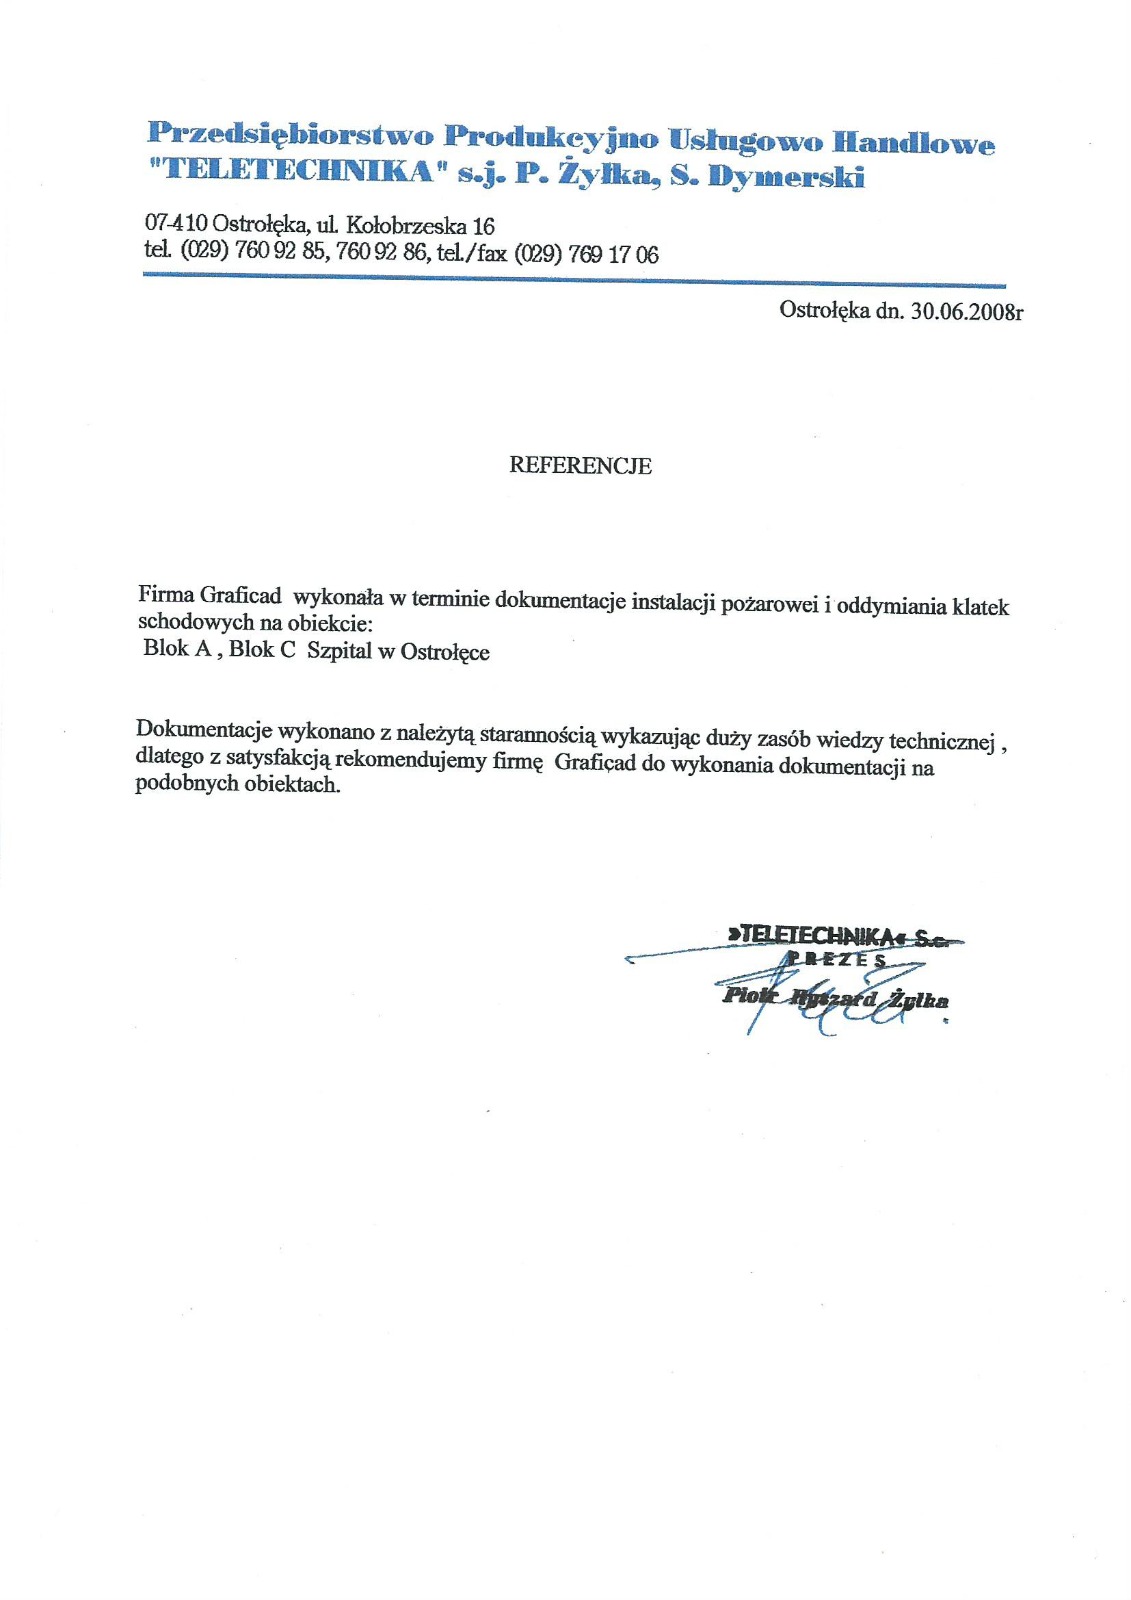 Przedsiębiorstwo Produkcyjno Usługowo Handlowe
"TELETECHNIKA" s.j. P. Żyłka, S. Dymerski
07-410 Ostrołęka, ul. Kołobrzeska 16
tel. (029) 760 92 85, 760 92 86, tel./fax (029) 769 17 06
Ostrołęka dn. 30.06.2008r
REFERENCJE
Firma Graficad wykonała w terminie dokumentacje instalacji pożarowei i oddymiania klatek
schodowych na obiekcie:
Blok A , Blok C Szpital w Ostrołęce
Dokumentacje wykonano z należytą starannością wykazując duży zasób wiedzy technicznej ,
dlatego z satysfakcją rekomendujemy firmę Graficad do wykonania dokumentacji na
podobnych obiektach.
»TELETECHNIKA« S.c.
PREZES
Piotr Ryszard Żyłka